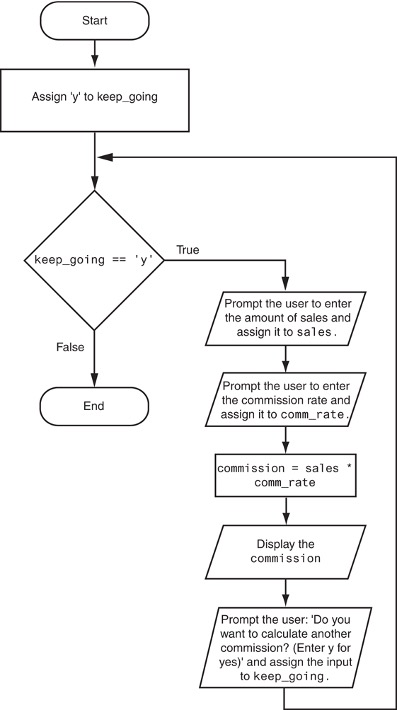 Start
Assign 'y' to keep_going
keep_going == 'y'
True
False
End
Prompt the user to enter
the amount of sales and
assign it to sales.
Prompt the user to enter
the commission rate and
assign it to comm_rate.
commission = sales *
comm_rate
Display the
commission
Prompt the user: 'Do you
want to calculate another
commission? (Enter y for
yes)' and assign the input
to keep_going.